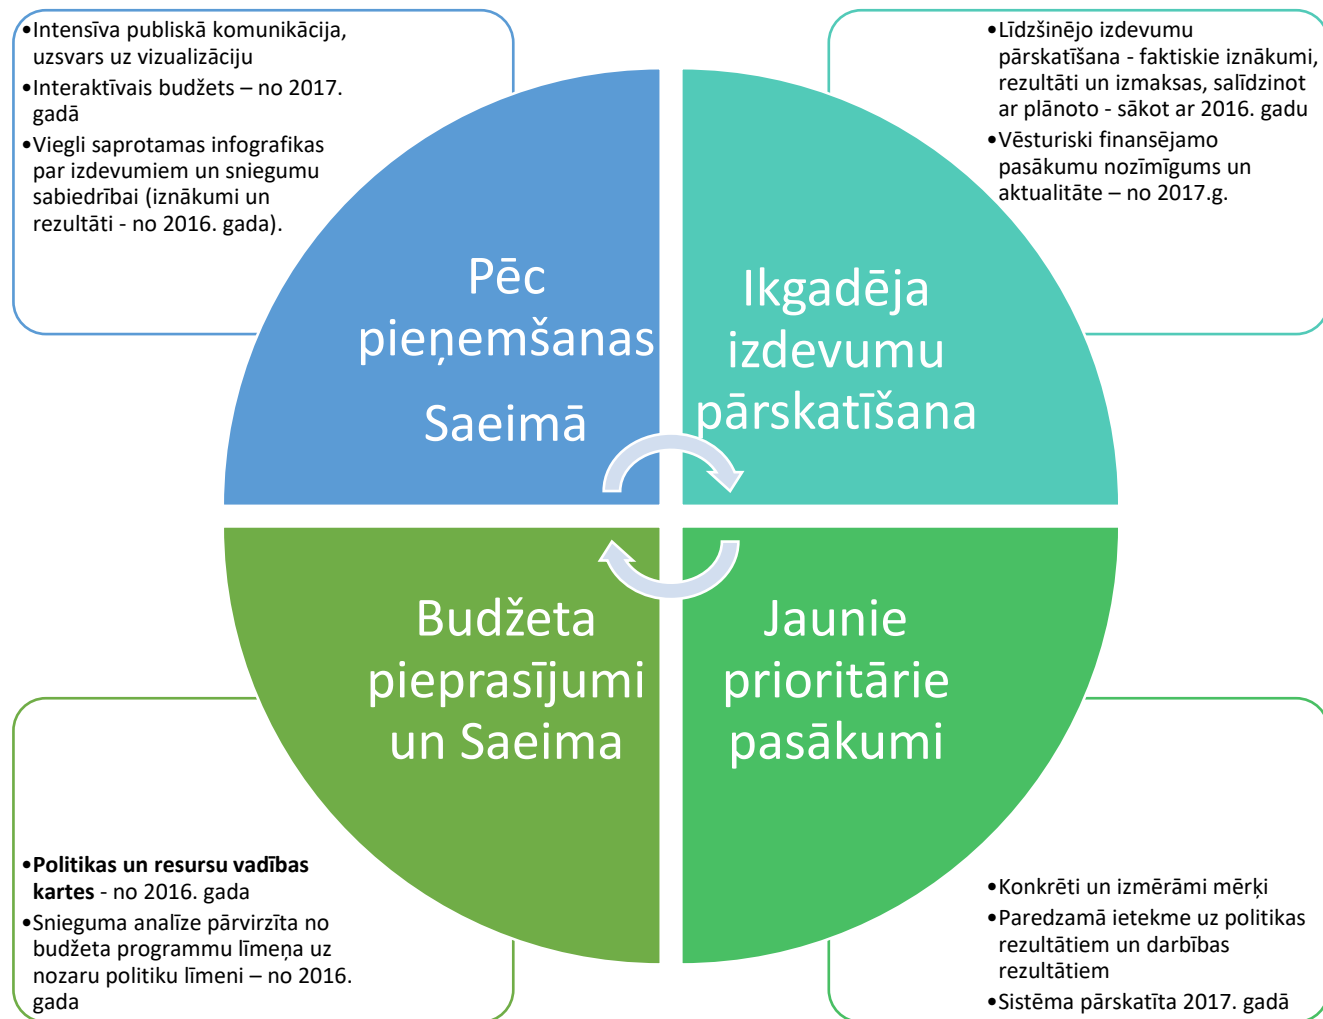 •Intensīva publiskā komunikācija,
uzsvars uz vizualizāciju
•Interaktīvais budžets – no 2017.
gadā
•Viegli saprotamas infografikas
par izdevumiem un sniegumu
sabiedrībai (iznākumi un
rezultāti - no 2016. gada).
•Līdzšinējo izdevumu
pārskatīšana - faktiskie iznākumi,
rezultāti un izmaksas, salīdzinot
ar plānoto - sākot ar 2016. gadu
•Vēsturiski finansējamo
pasākumu nozīmīgums un
aktualitāte – no 2017.g.
Pēc
pieņemšanas
Saeimā
Ikgadēja
izdevumu
pārskatīšana
Budžeta
pieprasījumi
un Saeima
Jaunie
prioritārie
pasākumi
•Politikas un resursu vadības
kartes - no 2016. gada
•Snieguma analīze pārvirzīta no
budžeta programmu līmeņa uz
nozaru politiku līmeni – no 2016.
gada
•Konkrēti un izmērāmi mērķi
•Paredzamā ietekme uz politikas
rezultātiem un darbības
rezultātiem
•Sistēma pārskatīta 2017. gadā